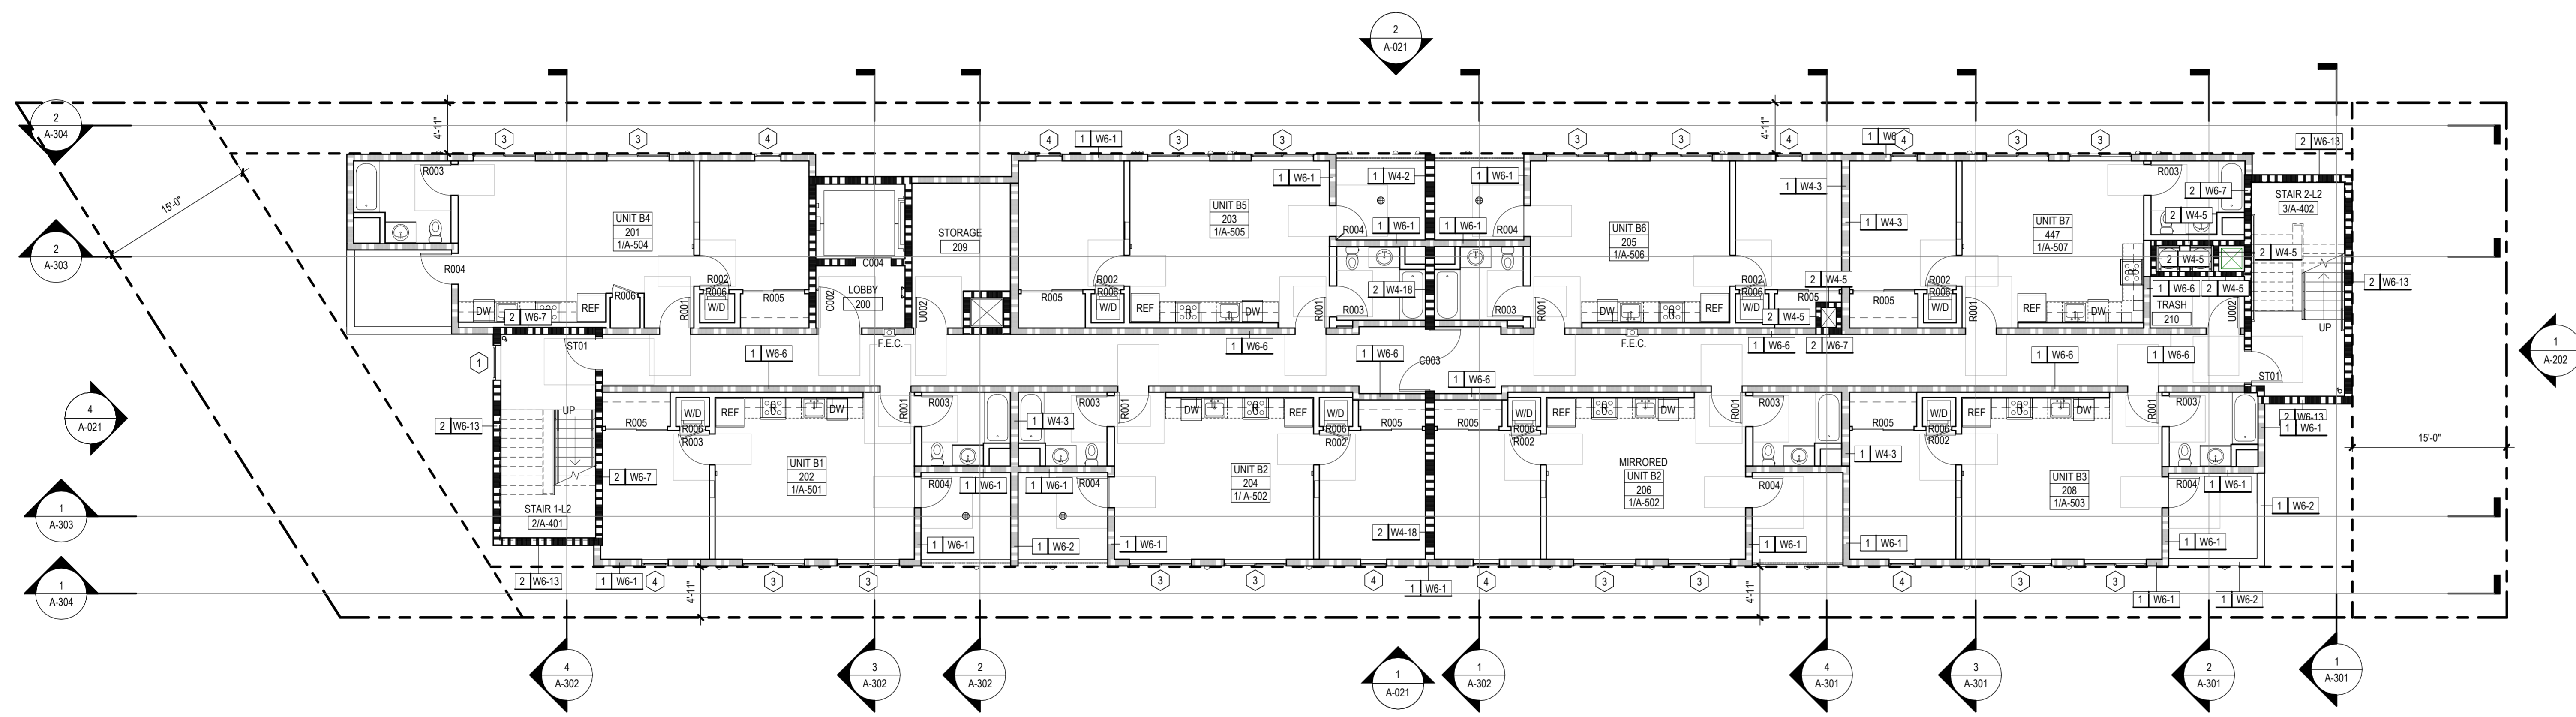 2
A-021
2
A-304
4'-11"
3
3
4
4
1 W6-1
3
3
3
3
4'-11"
4
4
3
3
2 W6-13
15'-0"
2
A-303
R003
R004
UNIT B4
201
1/A-504
DW
REF
R006
R001
R002
R006
W/D
R005
C004
LOBBY
200
C002
STORAGE
209
U002
F.E.C.
UNIT B5
203
1/A-505
R005
R002
R006
W/D
REF
DW
R001
1 W6-1
R004
1 W4-2
1 W6-1
R003
2 W4-18
1 W6-1
1 W6-1
R004
R003
R001
UNIT B6
205
1/A-506
DW
REF
F.E.C.
R002
R006
W/D
R005
1 W4-3
2 W4-5
2 W4-5
2 W6-7
1 W4-3
R005
R002
R006
W/D
R001
UNIT B7
447
1/A-507
REF
DW
R003
2 W6-7
2 W4-5
2 W4-5
1 W6-6
2 W4-5
TRASH
210
U002
STAIR 2-L2
3/A-402
2 W4-5
UP
2 W6-13
ST01
1
A-202
2 W6-7
ST01
1
1 W6-6
1 W6-6
1 W6-6
C003
1 W6-6
1 W6-6
1 W6-6
1 W6-6
4
A-021
2 W6-13
UP
STAIR 1-L2
2/A-401
R005
W/D
R006
R003
REF
DW
2 W6-7
UNIT B1
202
1/A-501
R001
R003
R004
1 W6-1
1 W6-1
1 W4-3
R003
R001
1 W6-1
R004
1 W6-2
1 W6-1
DW
REF
W/D
R006
R002
R005
UNIT B2
204
1/ A-502
2 W4-18
R005
W/D
R006
R002
REF
DW
MIRRORED
UNIT B2
206
1/A-502
R001
R003
R004
1 W6-1
1 W4-3
R005
W/D
R006
R002
REF
DW
1 W6-1
UNIT B3
208
1/A-503
R001
R003
R004
1 W6-1
1 W6-1
2 W6-13
1 W6-1
1 W6-2
15'-0"
1
A-303
1
A-304
2 W6-13
1 W6-1
4
3
3
4'-11"
3
3
4
1 W6-1
4
3
3
4'-11"
4
3
3
1 W6-1
1 W6-2
4
A-302
3
A-302
2
A-302
1
A-021
1
A-302
4
A-301
3
A-301
2
A-301
1
A-301